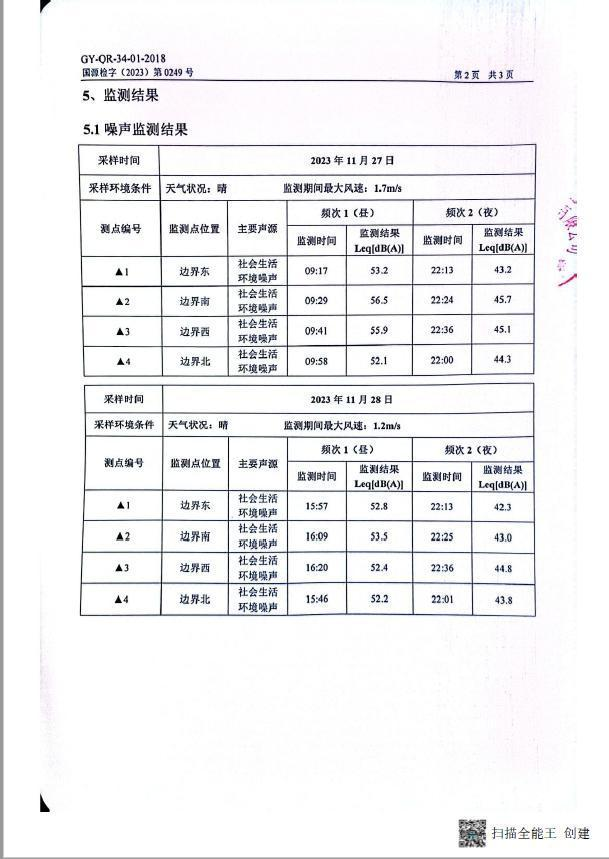 GY-QR-34-01-2018
国源检字（2023）第 0249 号
第 2 页 共 3 页
5、监测结果
5.1 噪声监测结果
采样时间 2023 年 11 月 27 日
采样环境条件 天气状况：晴 监测期间最大风速：1.7m/s
测点编号 监测点位置 主要声源 频次 1（昼） 频次 2（夜）
监测时间 监测结果 Leq[dB(A)] 监测时间 监测结果 Leq[dB(A)]
▲1 边界东 社会生活环境噪声 09:17 53.2 22:13 43.2
▲2 边界南 社会生活环境噪声 09:29 56.5 22:24 45.7
▲3 边界西 社会生活环境噪声 09:41 55.9 22:36 45.1
▲4 边界北 社会生活环境噪声 09:58 52.1 22:00 44.3
采样时间 2023 年 11 月 28 日
采样环境条件 天气状况：晴 监测期间最大风速：1.2m/s
测点编号 监测点位置 主要声源 频次 1（昼） 频次 2（夜）
监测时间 监测结果 Leq[dB(A)] 监测时间 监测结果 Leq[dB(A)]
▲1 边界东 社会生活环境噪声 15:57 52.8 22:13 42.3
▲2 边界南 社会生活环境噪声 16:09 53.5 22:25 43.0
▲3 边界西 社会生活环境噪声 16:20 52.4 22:36 44.8
▲4 边界北 社会生活环境噪声 15:46 52.2 22:01 43.8
扫描全能王 创建